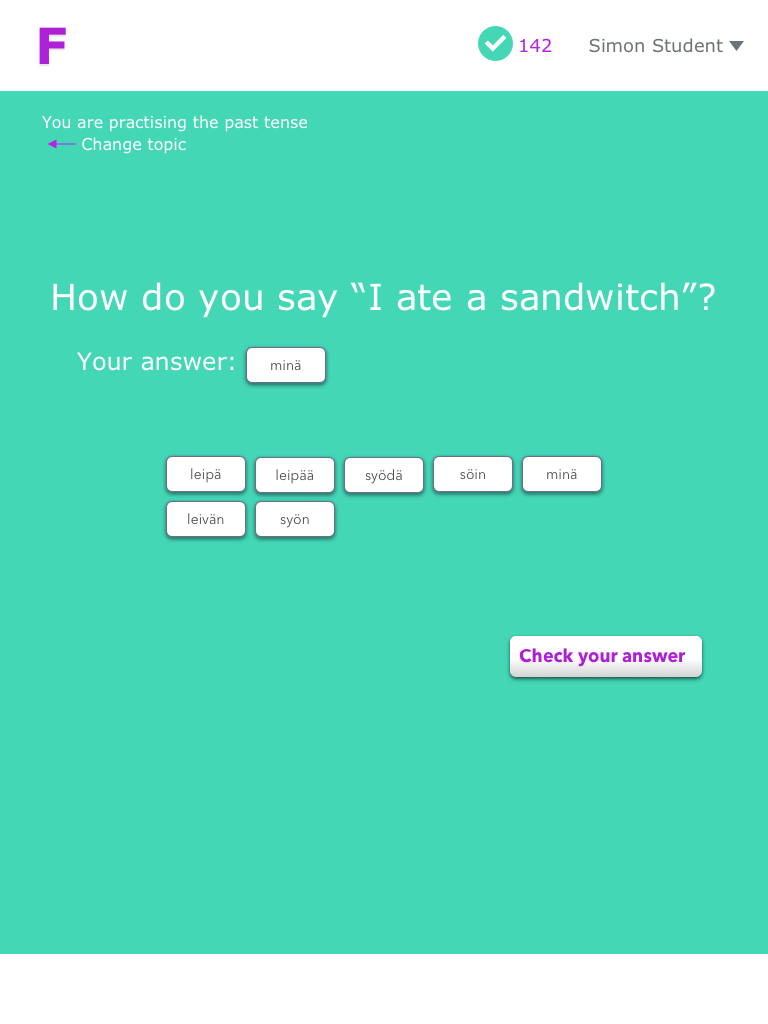 F
142 Simon Student
You are practising the past tense
Change topic
How do you say “I ate a sandwitch”?
Your answer: minä
leipä leipää syödä söin minä
leivän syön
Check your answer